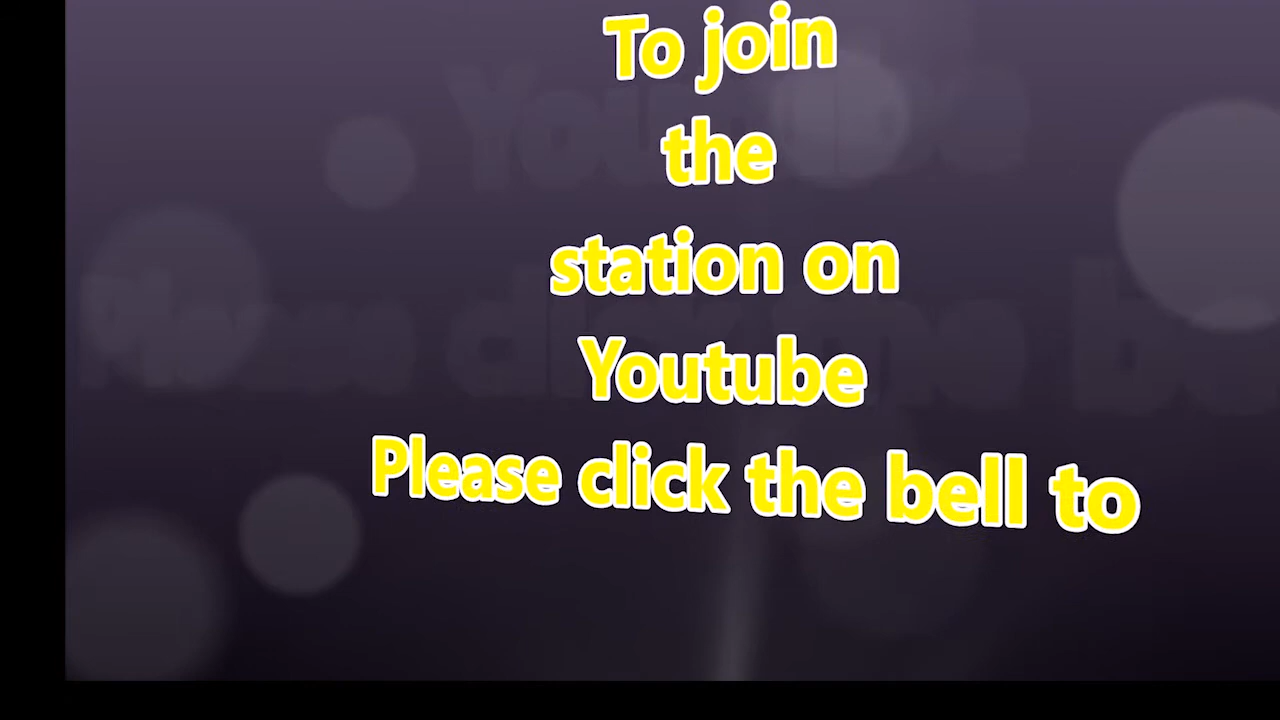 To join
the
station on
Youtube
Please click the bell to